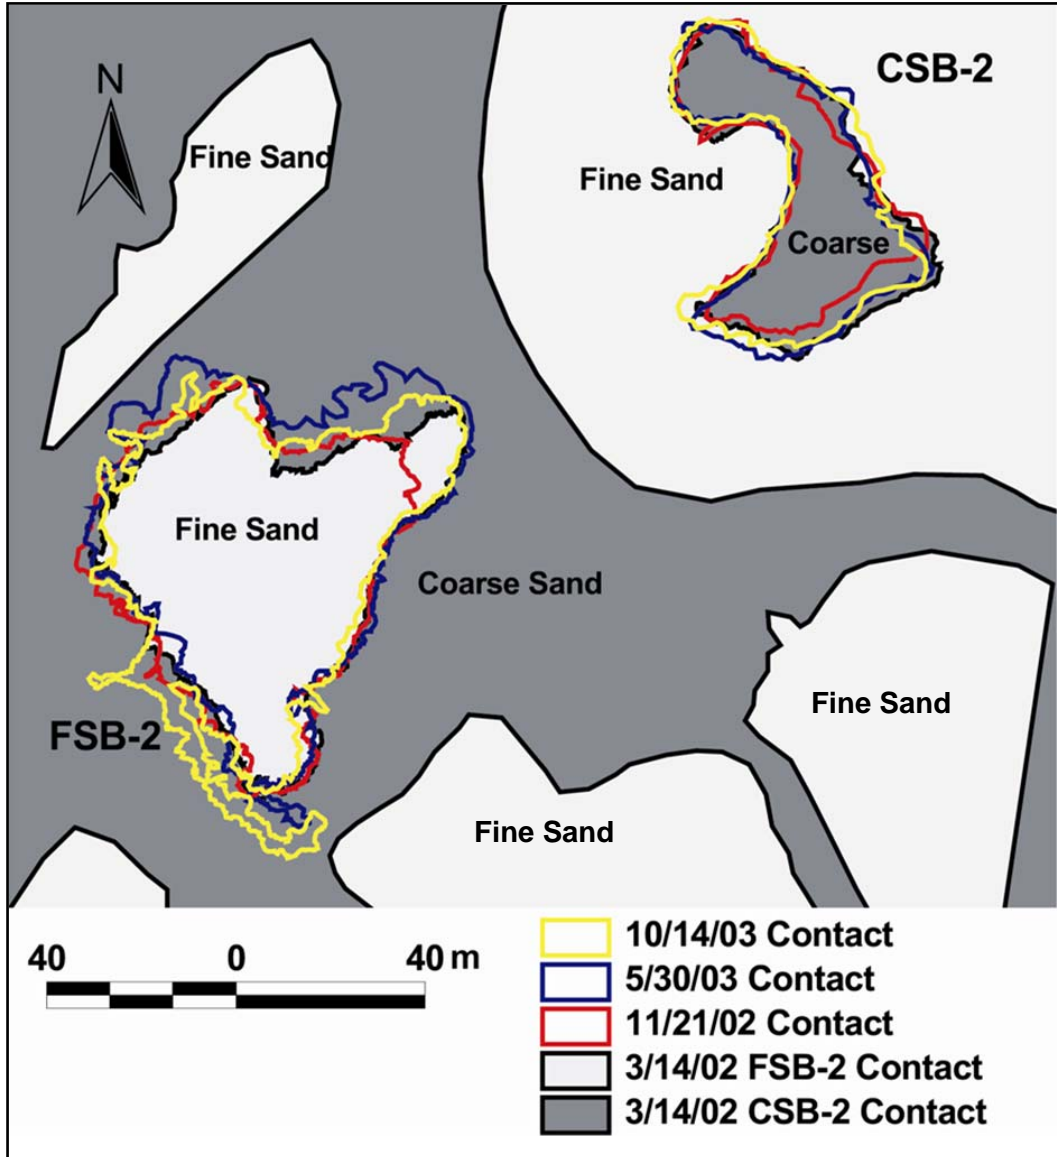 N
CSB-2
Fine Sand
Fine Sand
Coarse
Fine Sand
Coarse Sand
Fine Sand
FSB-2
Fine Sand
40 0 40 m
10/14/03 Contact
5/30/03 Contact
11/21/02 Contact
3/14/02 FSB-2 Contact
3/14/02 CSB-2 Contact